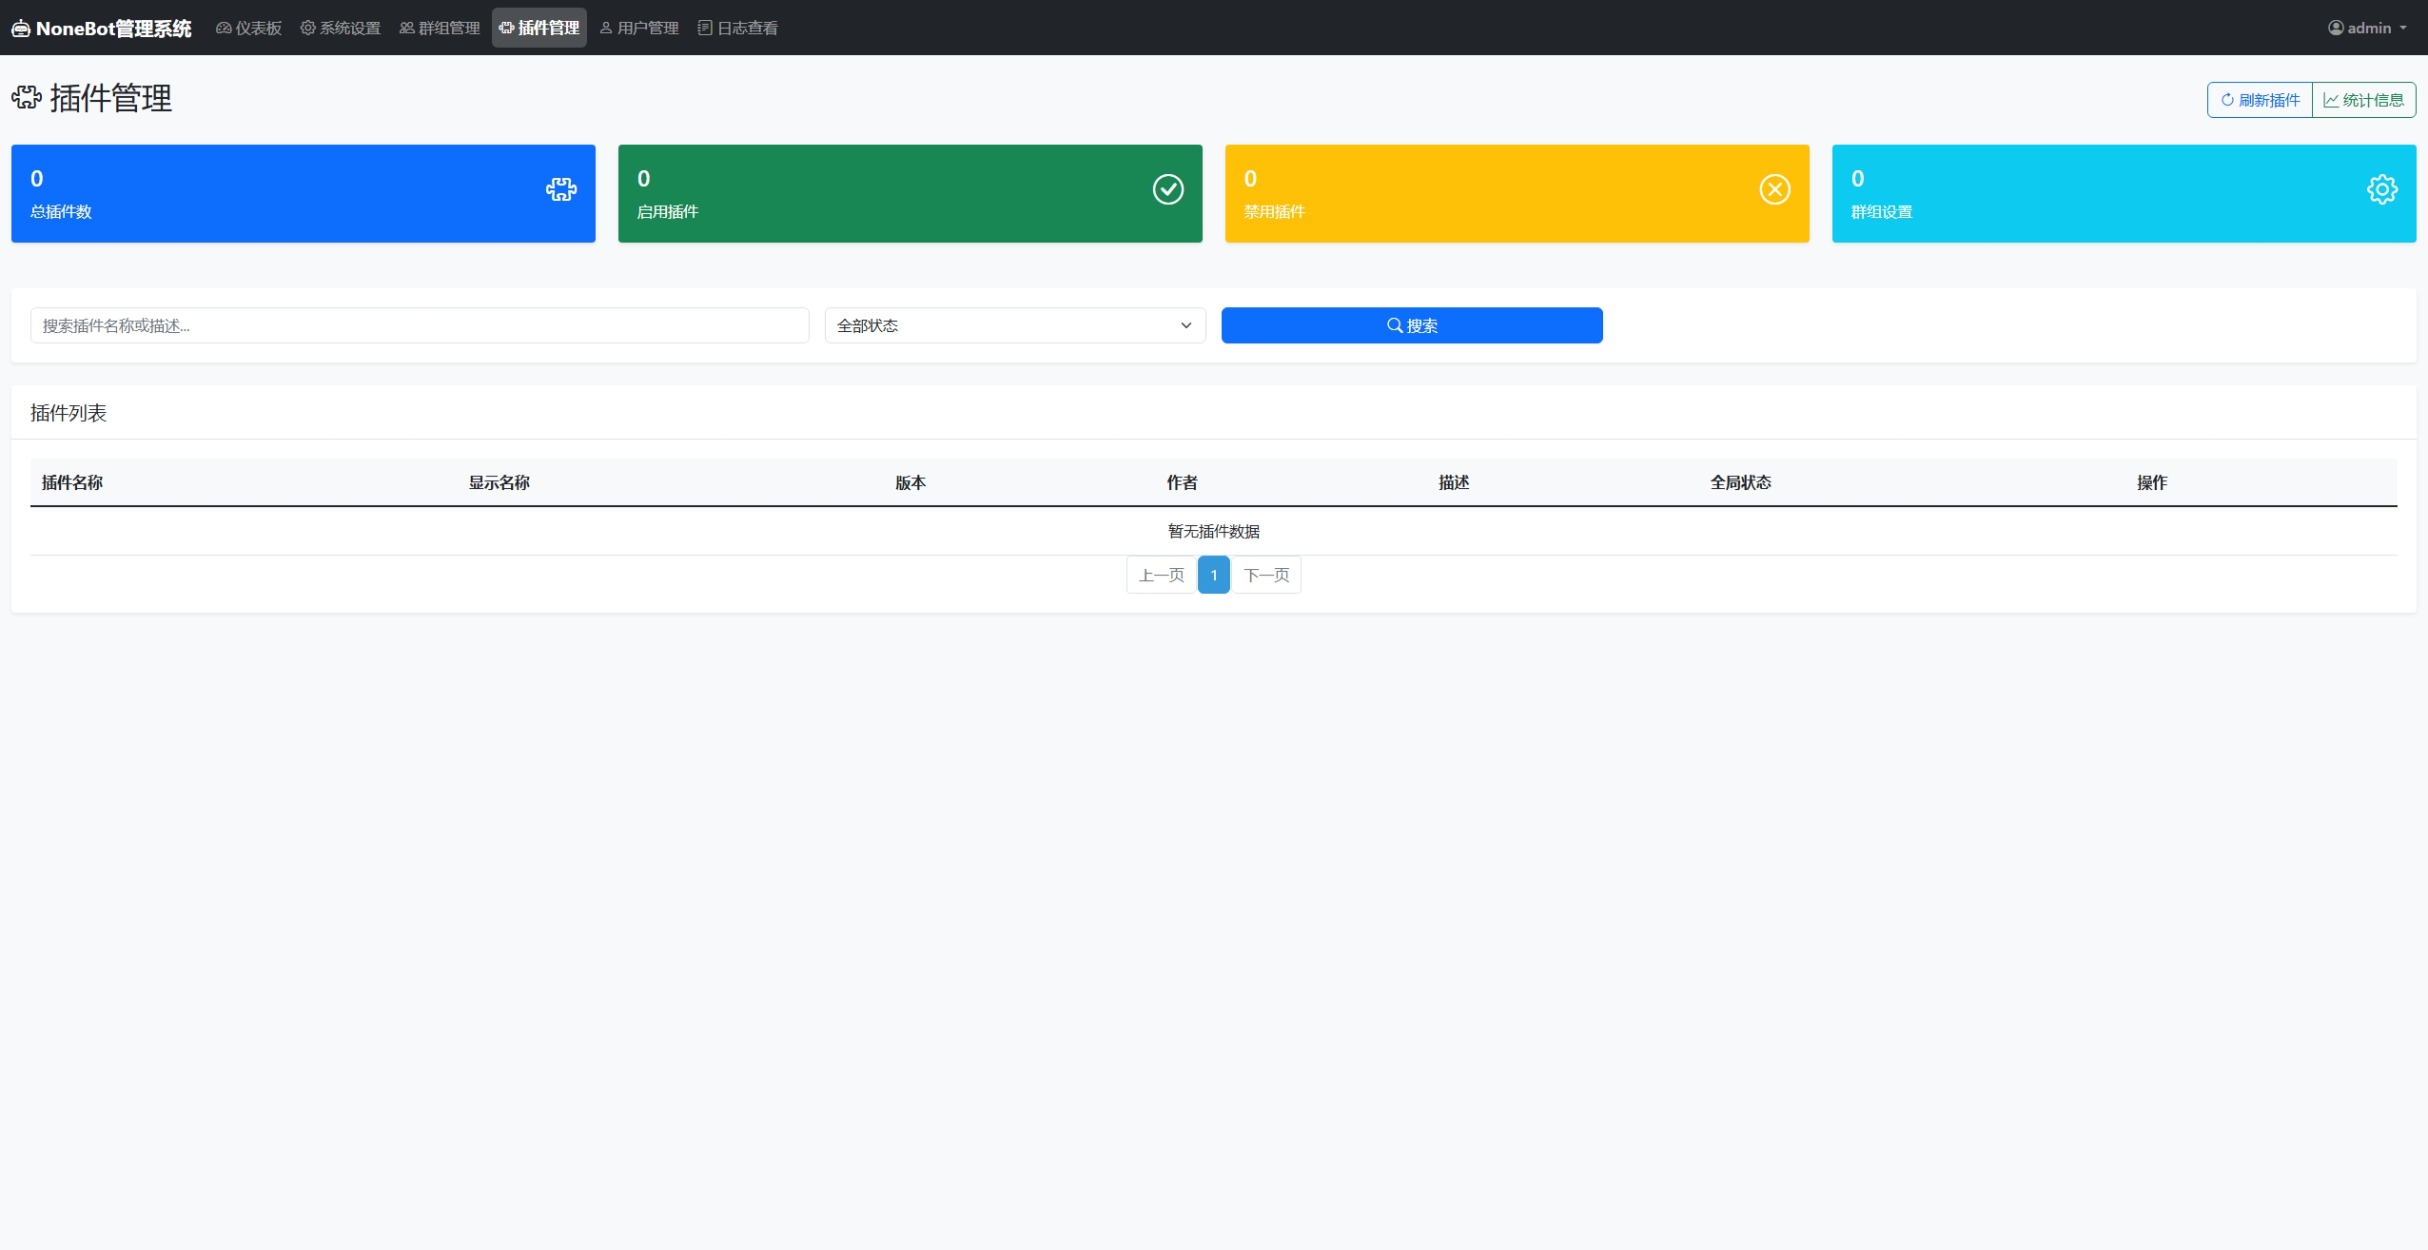 NoneBot管理系统 仪表板 系统设置 群组管理 插件管理 用户管理 日志查看 admin
插件管理
刷新插件 统计信息
0
总插件数
0
启用插件
0
禁用插件
0
群组设置
搜索插件名称或描述... 全部状态 搜索
插件列表
插件名称 显示名称 版本 作者 描述 全局状态 操作
暂无插件数据
上一页 1 下一页